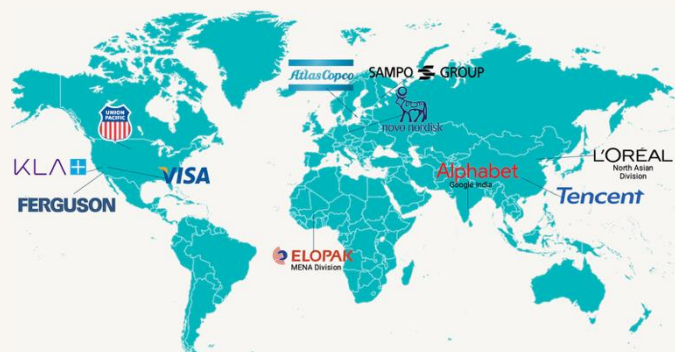 Atlas Copco
SAMPO GROUP
novo nordisk
UNION
PACIFIC
KLA
VISA
FERGUSON
Alphabet
Google India
L'ORÉAL
North Asian
Division
Tencent
ELOPAK
MENA Division